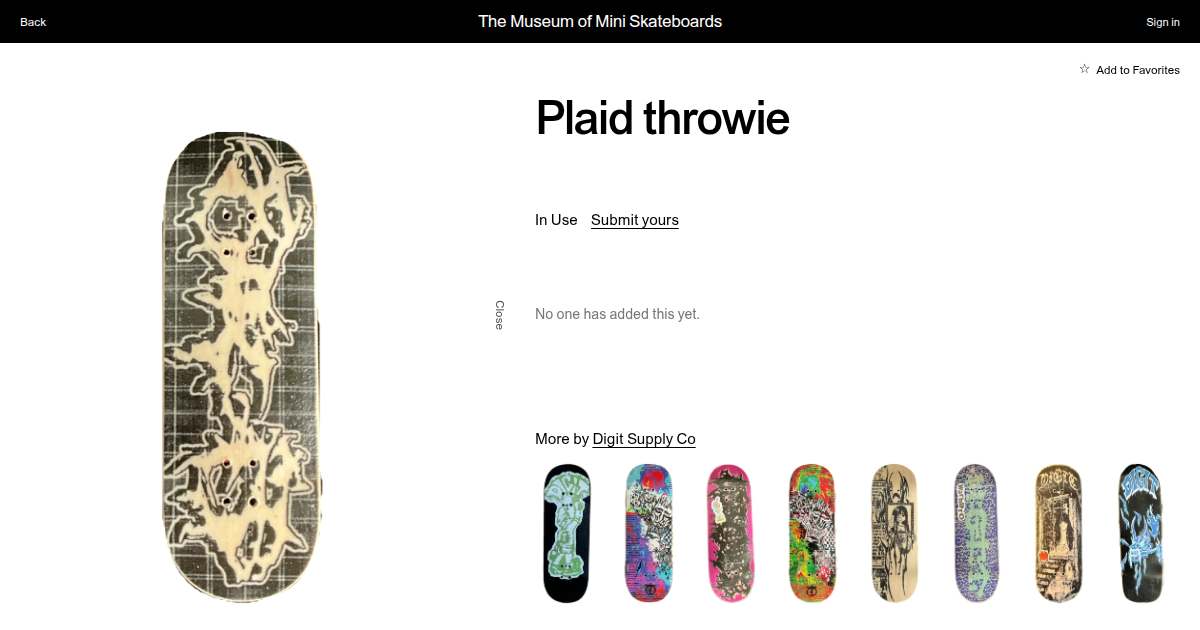 Back
The Museum of Mini Skateboards
Sign in
☆ Add to Favorites
Plaid throwie
In Use Submit yours
Close
No one has added this yet.
More by Digit Supply Co
DIGIT